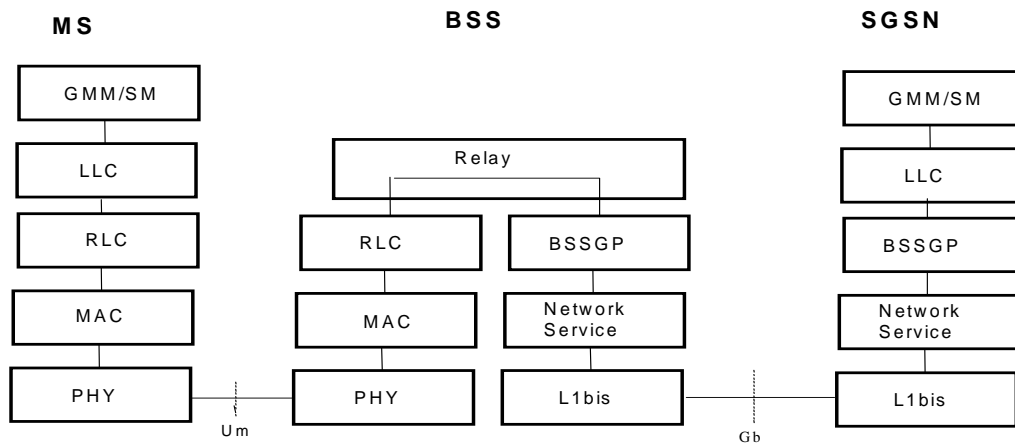 MS
BSS
SGSN
GMM/SM
GMM/SM
Relay
LLC
LLC
RLC
RLC
BSSGP
BSSGP
MAC
MAC
Network
Service
Network
Service
PHY
PHY
L1bis
L1bis
Um
Gb